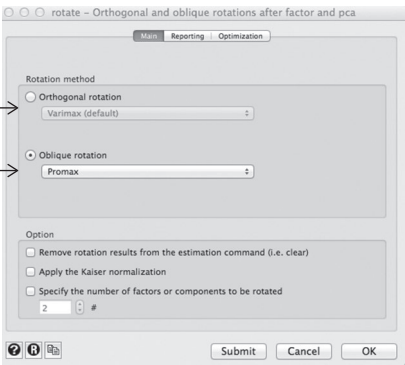 rotate – Orthogonal and oblique rotations after factor and pca
Main Reporting Optimization
Rotation method
Orthogonal rotation
Varimax (default)
Oblique rotation
Promax
Option
Remove rotation results from the estimation command (i.e. clear)
Apply the Kaiser normalization
Specify the number of factors or components to be rotated
2 #
? R Submit Cancel OK